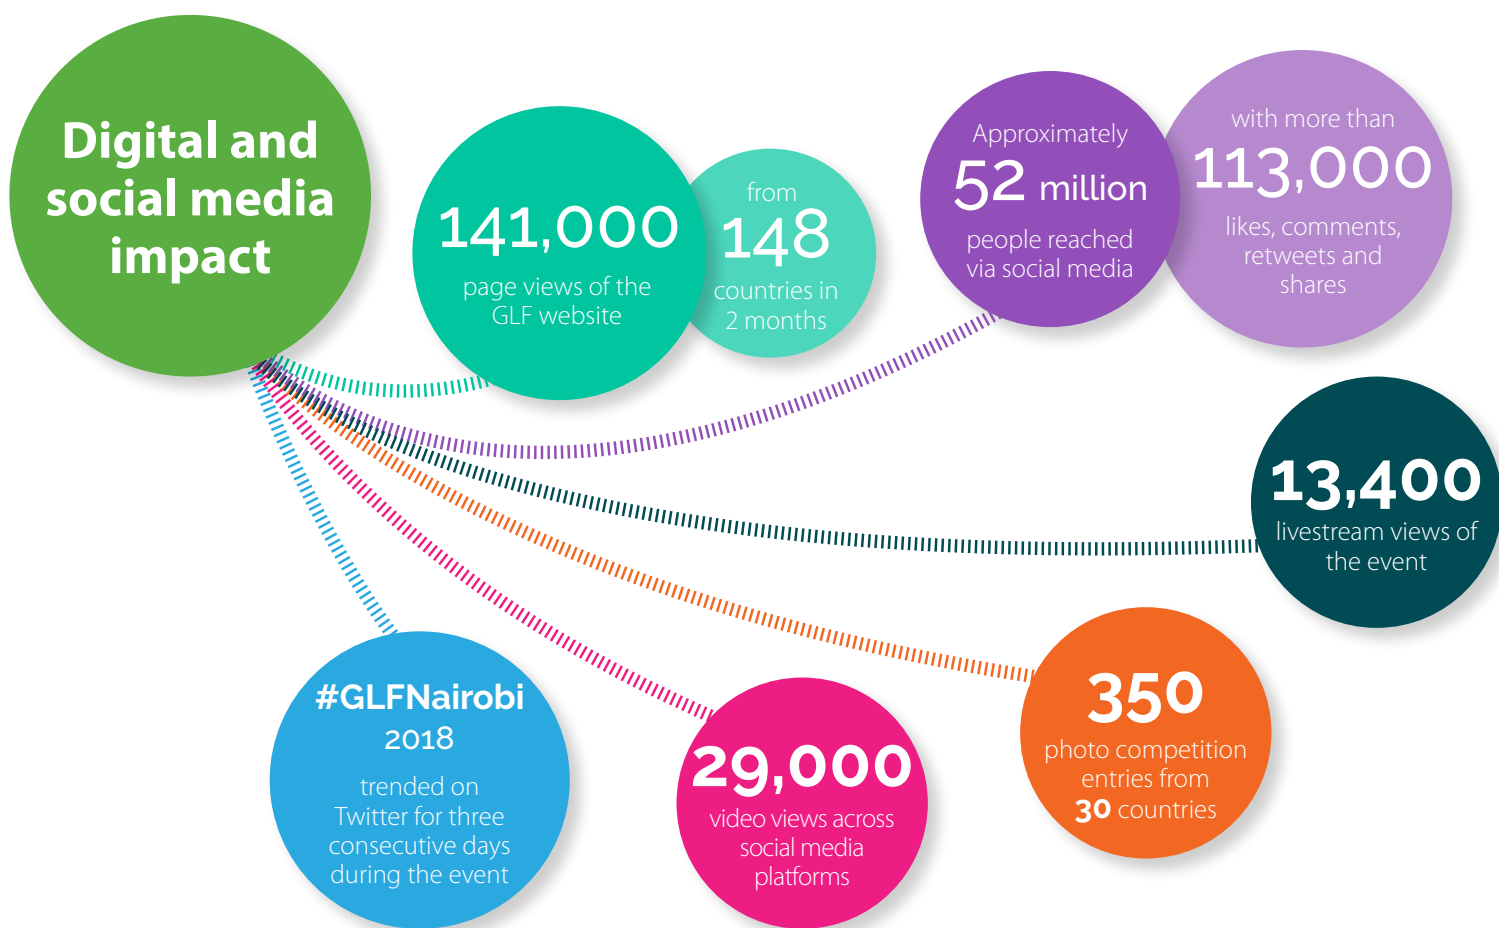 Digital and
social media
impact
141,000
page views of the
GLF website
from
148
countries in
2 months
Approximately
52 million
people reached
via social media
with more than
113,000
likes, comments,
retweets and
shares
13,400
livestream views of
the event
350
photo competition
entries from
30 countries
29,000
video views across
social media
platforms
#GLFNairobi
2018
trended on
Twitter for three
consecutive days
during the event